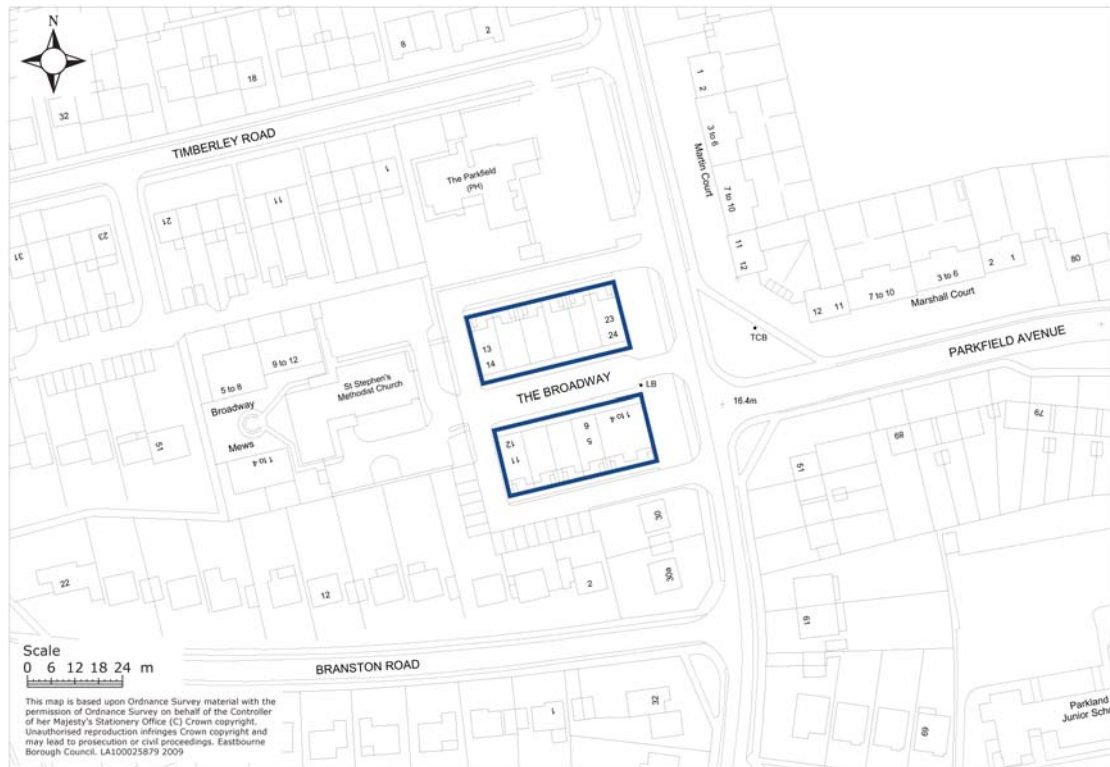 N
8
2
18
32
TIMBERLEY ROAD
1
2
3 to 6
Martin Court
7 to 10
11
12
1
The Parkfield
(PH)
11
21
23
31
2
1
80
3 to 6
7 to 10
Marshall Court
12
11
TCB
PARKFIELD AVENUE
13
14
23
24
THE BROADWAY
LB
16.4m
9 to 12
5 to 8
St Stephen's
Methodist Church
Broadway
Mews
1 to 4
51
12
11
6
5
1 to 4
79
89
51
30
30a
2
12
22
61
BRANSTON ROAD
1
32
69
Parkland
Junior Scho
Scale
0 6 12 18 24 m
This map is based upon Ordnance Survey material with the
permission of Ordnance Survey on behalf of the Controller
of her Majesty's Stationery Office (C) Crown copyright.
Unauthorised reproduction infringes Crown copyright and
may lead to prosecution or civil proceedings. Eastbourne
Borough Council. LA100025879 2009